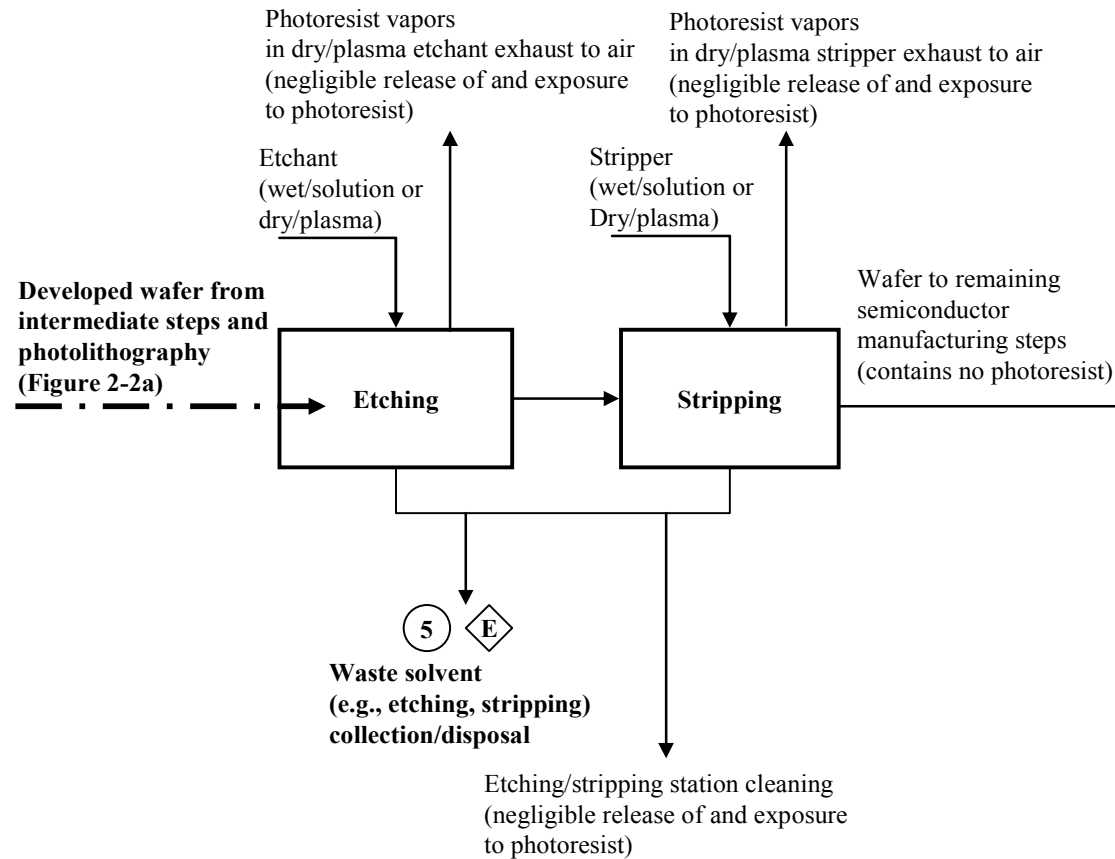 Photoresist vapors
in dry/plasma etchant exhaust to air
(negligible release of and exposure
to photoresist)
Photoresist vapors
in dry/plasma stripper exhaust to air
(negligible release of and exposure
to photoresist)
Etchant
(wet/solution or
dry/plasma)
Stripper
(wet/solution or
Dry/plasma)
Developed wafer from
intermediate steps and
photolithography
(Figure 2-2a)
Etching
Stripping
Wafer to remaining
semiconductor
manufacturing steps
(contains no photoresist)
5
E
Waste solvent
(e.g., etching, stripping)
collection/disposal
Etching/stripping station cleaning
(negligible release of and exposure
to photoresist)